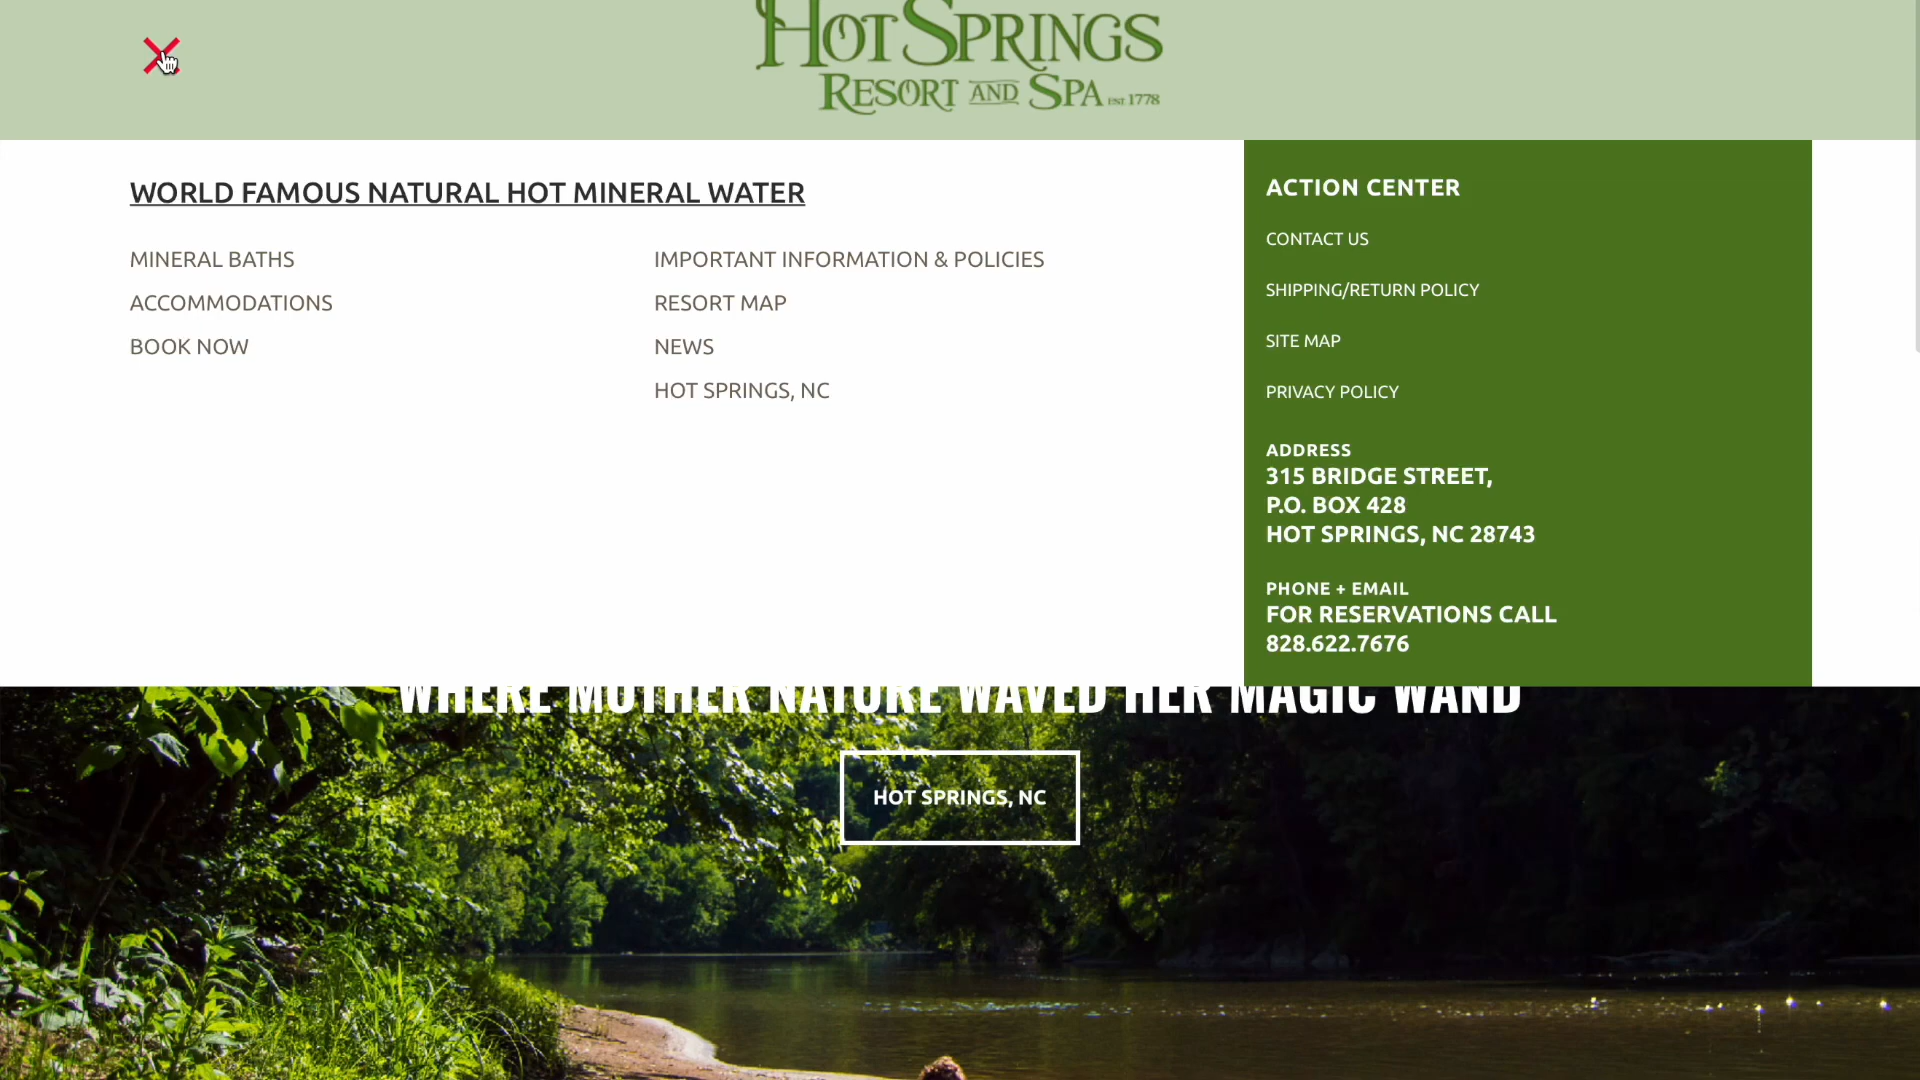 HOT SPRINGS
RESORT AND SPA EST 1778
WORLD FAMOUS NATURAL HOT MINERAL WATER
MINERAL BATHS
ACCOMMODATIONS
BOOK NOW
IMPORTANT INFORMATION & POLICIES
RESORT MAP
NEWS
HOT SPRINGS, NC
ACTION CENTER
CONTACT US
SHIPPING/RETURN POLICY
SITE MAP
PRIVACY POLICY
ADDRESS
315 BRIDGE STREET,
P.O. BOX 428
HOT SPRINGS, NC 28743
PHONE + EMAIL
FOR RESERVATIONS CALL
828.622.7676
WHERE MOTHER NATURE WAVED HER MAGIC WAND
HOT SPRINGS, NC